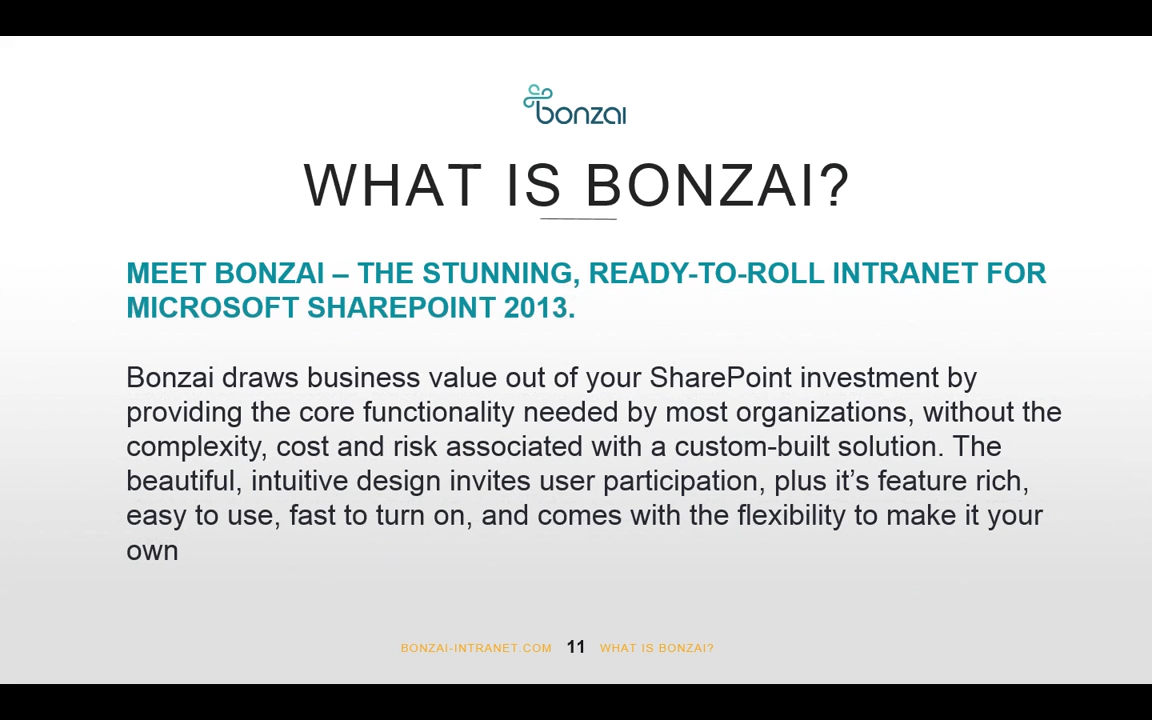 bonzai
WHAT IS BONZAI?
MEET BONZAI – THE STUNNING, READY-TO-ROLL INTRANET FOR
MICROSOFT SHAREPOINT 2013.
Bonzai draws business value out of your SharePoint investment by
providing the core functionality needed by most organizations, without the
complexity, cost and risk associated with a custom-built solution. The
beautiful, intuitive design invites user participation, plus it’s feature rich,
easy to use, fast to turn on, and comes with the flexibility to make it your
own
BONZAI-INTRANET.COM 11 WHAT IS BONZAI?